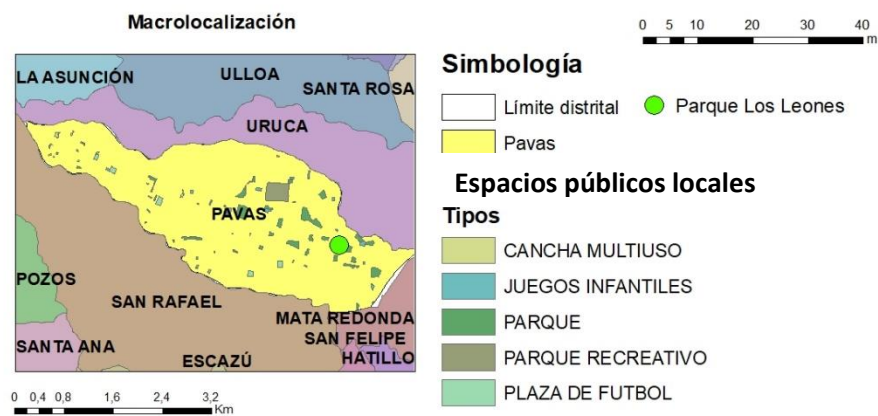 Macrolocalización
LA ASUNCIÓN
ULLOA
SANTA ROSA
URUCA
PAVAS
POZOS
SAN RAFAEL
MATA REDONDA
SAN FELIPE
SANTA ANA
ESCAZÚ
HATILLO
0 0,4 0,8 1,6 2,4 3,2
Km
0 5 10 20 30 40
m
Simbología
Límite distrital
Parque Los Leones
Pavas
Espacios públicos locales
Tipos
CANCHA MULTIUSO
JUEGOS INFANTILES
PARQUE
PARQUE RECREATIVO
PLAZA DE FUTBOL